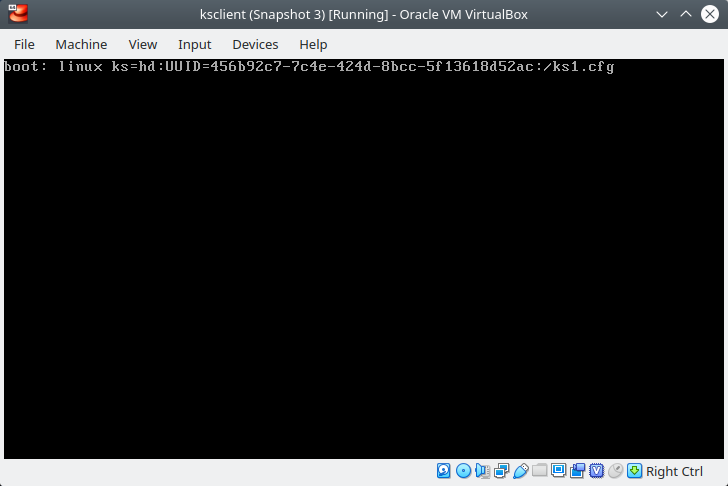 ksclient (Snapshot 3) [Running] - Oracle VM VirtualBox
File Machine View Input Devices Help
boot: linux ks=hd:UUID=456b92c7-7c4e-424d-8bcc-5f13618d52ac:/ks1.cfg
Right Ctrl